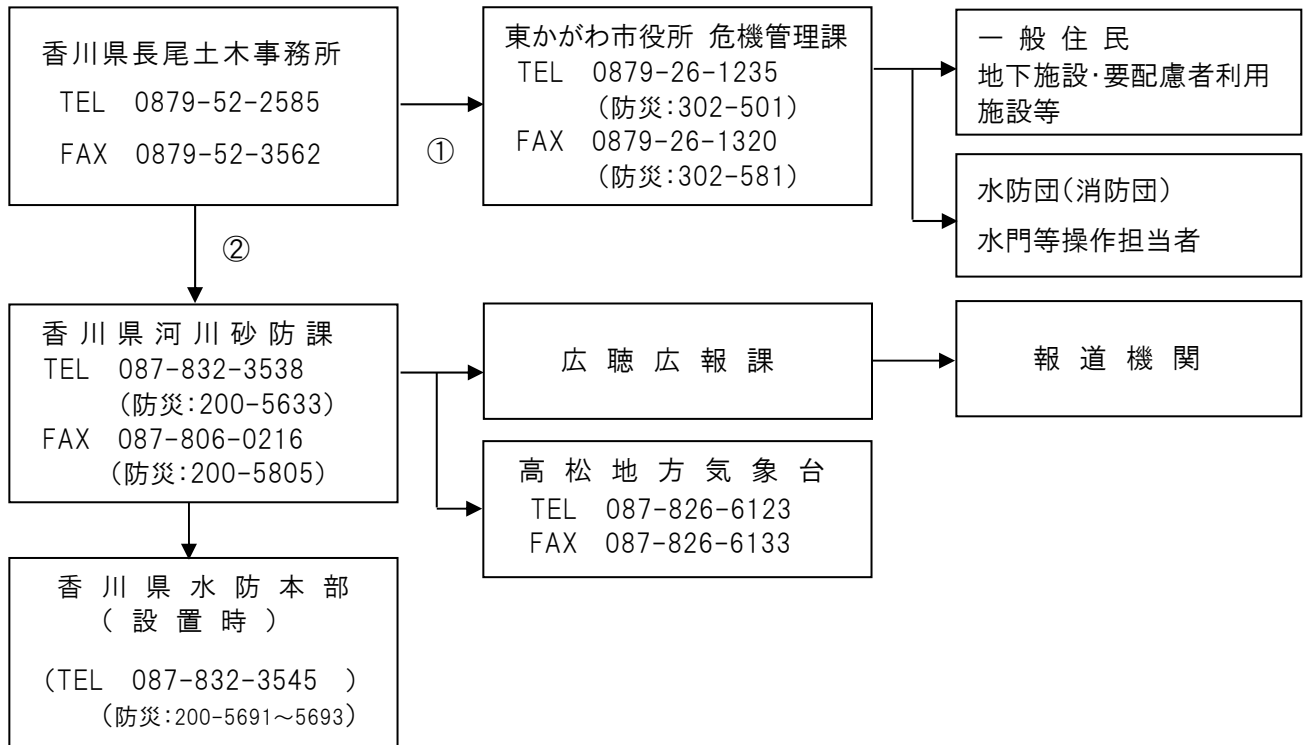 香川県長尾土木事務所
TEL 0879-52-2585
FAX 0879-52-3562
①
東かがわ市役所 危機管理課
TEL 0879-26-1235
(防災:302-501)
FAX 0879-26-1320
(防災:302-581)
一般住民
地下施設・要配慮者利用
施設等
水防団(消防団)
水門等操作担当者
②
香川県河川砂防課
TEL 087-832-3538
(防災:200-5633)
FAX 087-806-0216
(防災:200-5805)
広聴広報課
報道機関
高松地方気象台
TEL 087-826-6123
FAX 087-826-6133
香川県水防本部
(設置時)
(TEL 087-832-3545 )
(防災:200-5691～5693)